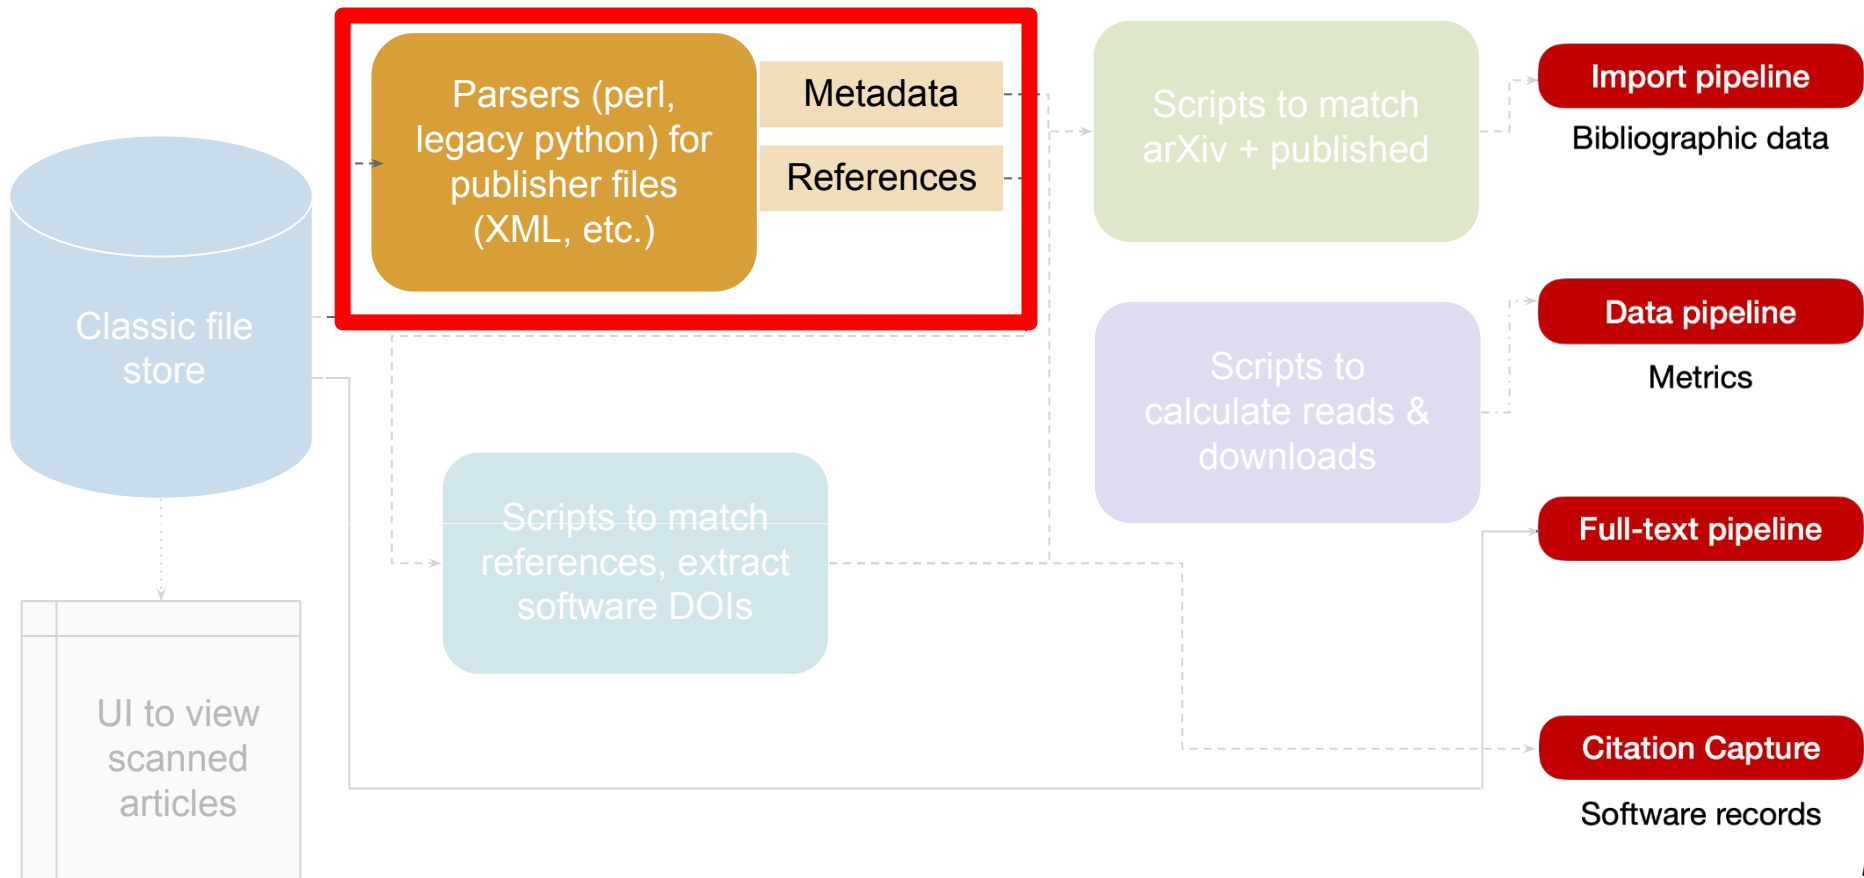 Parsers (perl,
legacy python) for
publisher files
(XML, etc.)
Metadata
References
Scripts to match
arXiv + published
Import pipeline
Bibliographic data
Classic file
store
Scripts to
calculate reads &
downloads
Data pipeline
Metrics
Scripts to match
references, extract
software DOIs
Full-text pipeline
UI to view
scanned
articles
Citation Capture
Software records